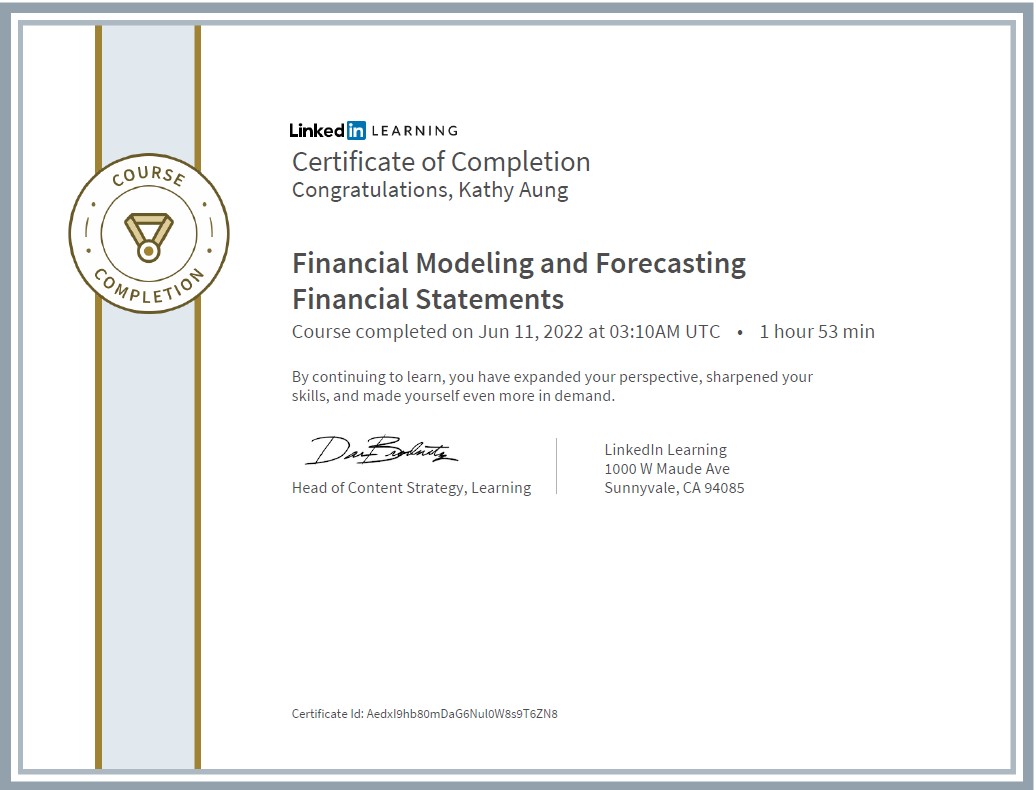 COURSE
COMPLETION
Linked in LEARNING
Certificate of Completion
Congratulations, Kathy Aung
Financial Modeling and Forecasting
Financial Statements
Course completed on Jun 11, 2022 at 03:10AM UTC • 1 hour 53 min
By continuing to learn, you have expanded your perspective, sharpened your
skills, and made yourself even more in demand.
Head of Content Strategy, Learning
LinkedIn Learning
1000 W Maude Ave
Sunnyvale, CA 94085
Certificate Id: AedxI9hb80mDaG6Nul0W8s9T6ZN8